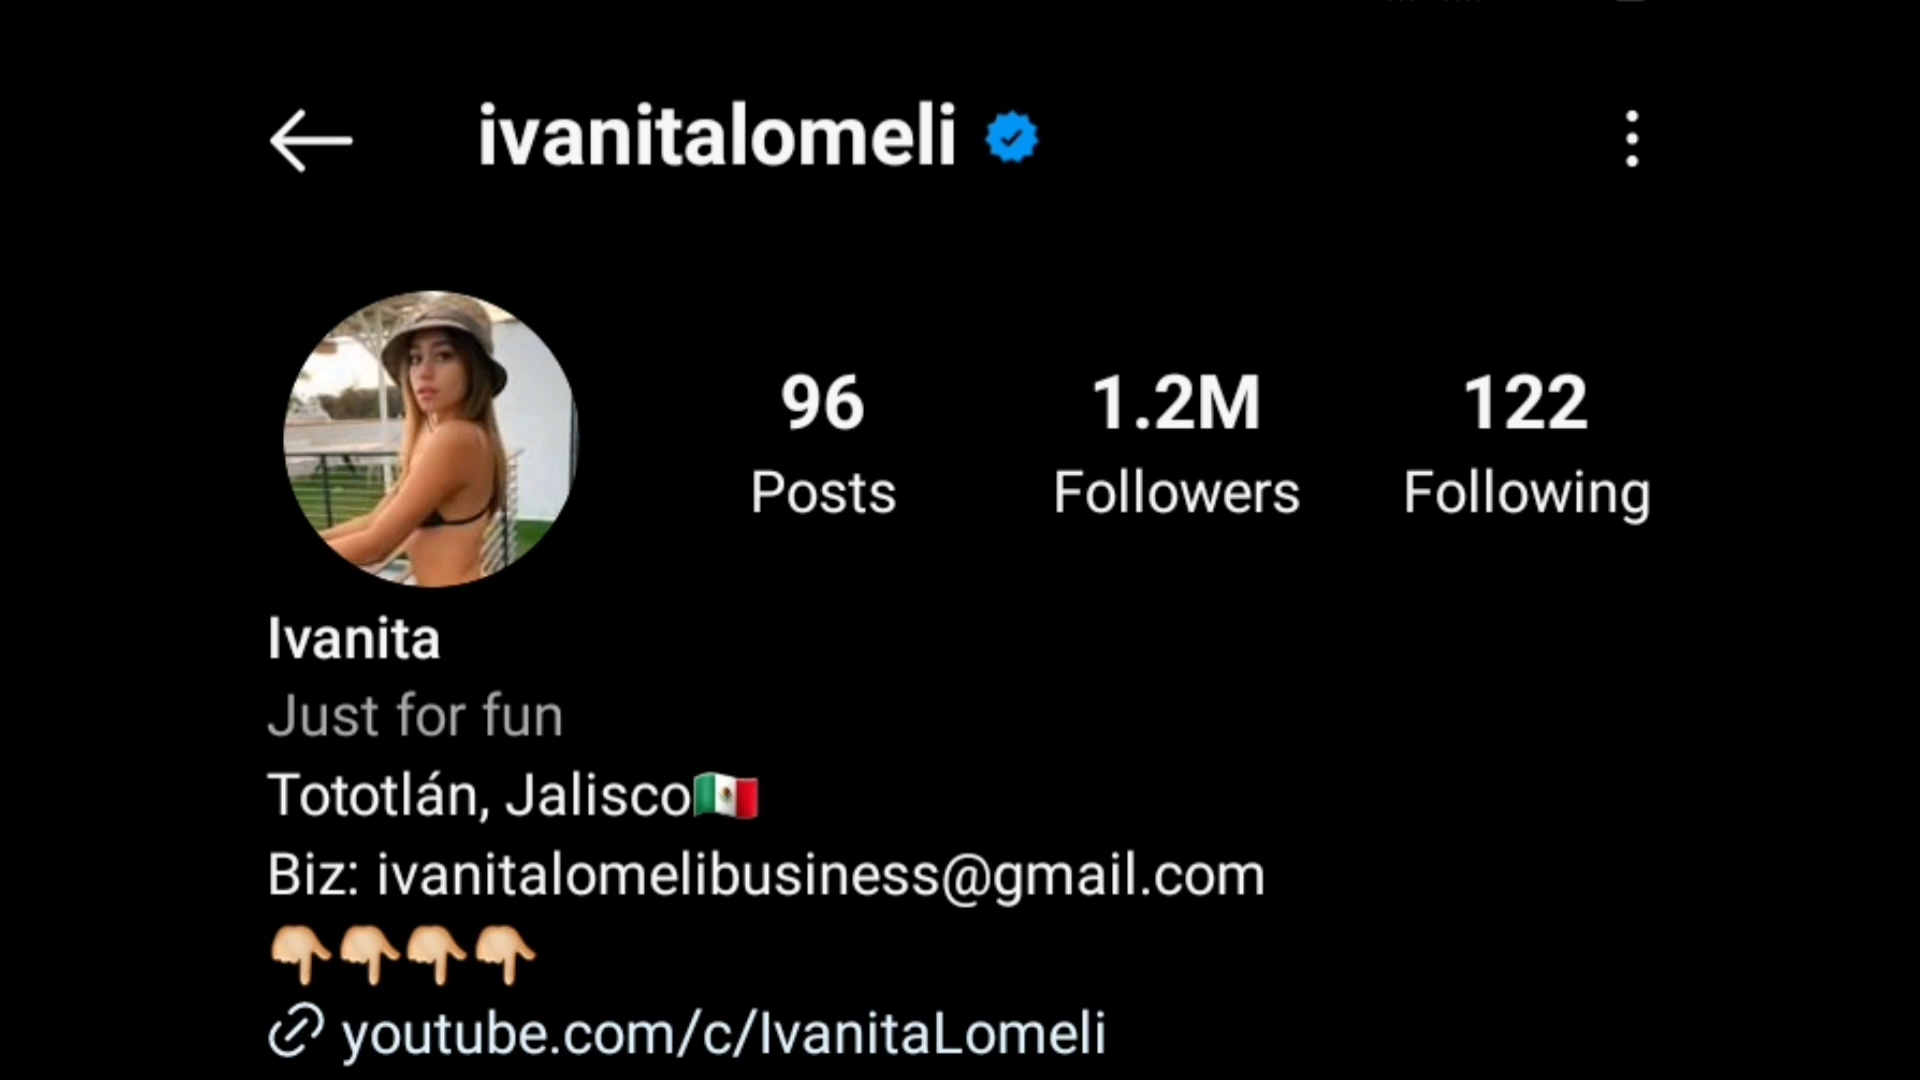 ivanitalomeli
96 1.2M 122
Posts Followers Following
Ivanita
Just for fun
Tototlán, Jalisco🇲🇽
Biz: ivanitalomelibusiness@gmail.com
👇🏼👇🏼👇🏼👇🏼
youtube.com/c/IvanitaLomeli